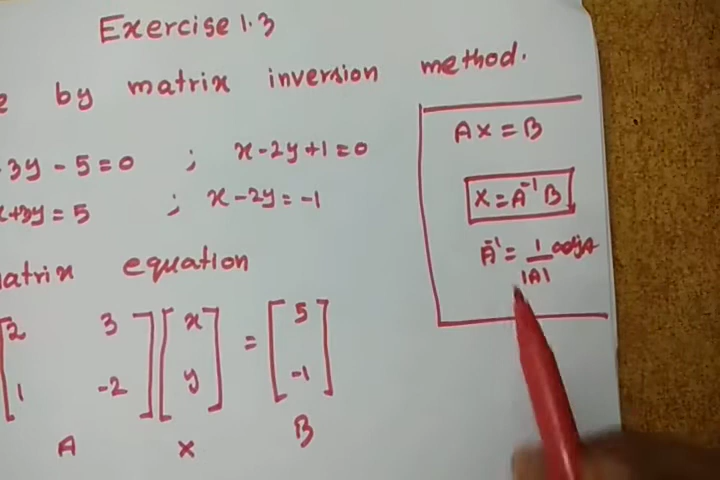 Exercise 1.3
e by matrix inversion method.
3y - 5 = 0 ; x - 2y + 1 = 0
x + 3y = 5 ; x - 2y = -1
atrix equation
[2 3 1 -2] [x y] = [5 -1]
A X B
AX = B
X = A⁻¹ B
A⁻¹ = 1/|A| adj A